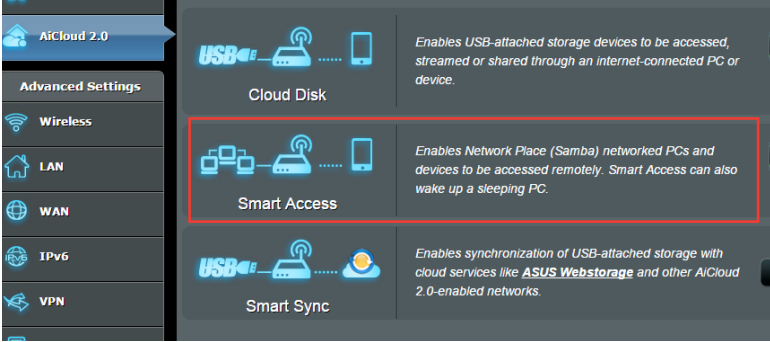 AiCloud 2.0
Advanced Settings
Wireless
LAN
WAN
IPv6
IPv6
VPN
USB
Cloud Disk
Enables USB-attached storage devices to be accessed,
streamed or shared through an internet-connected PC or
device.
Smart Access
Enables Network Place (Samba) networked PCs and
devices to be accessed remotely. Smart Access can also
wake up a sleeping PC.
USB
Smart Sync
Enables synchronization of USB-attached storage with
cloud services like ASUS Webstorage and other AiCloud
2.0-enabled networks.